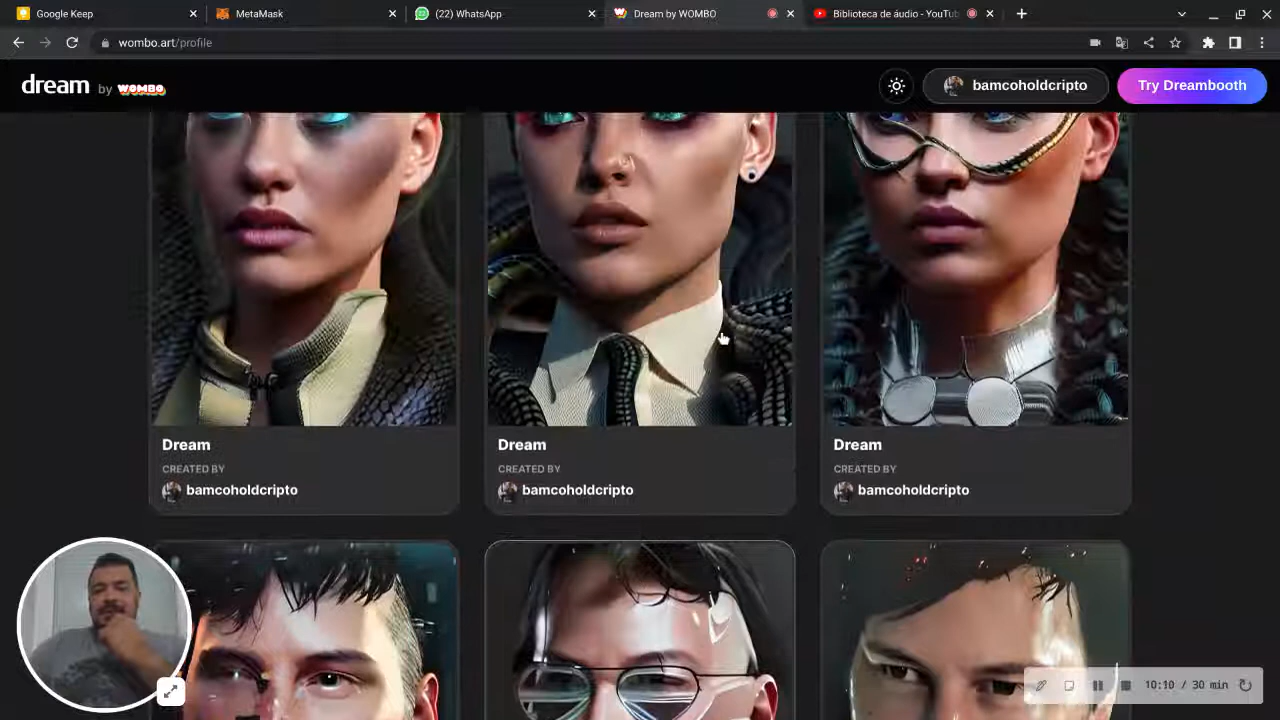 Google Keep
MetaMask
(22) WhatsApp
Dream by WOMBO
Biblioteca de áudio - YouTu
wombo.art/profile
dream by WOMBO
bamcoholdcripto
Try Dreambooth
Dream
CREATED BY
bamcoholdcripto
Dream
CREATED BY
bamcoholdcripto
Dream
CREATED BY
bamcoholdcripto
10:10 / 30 min